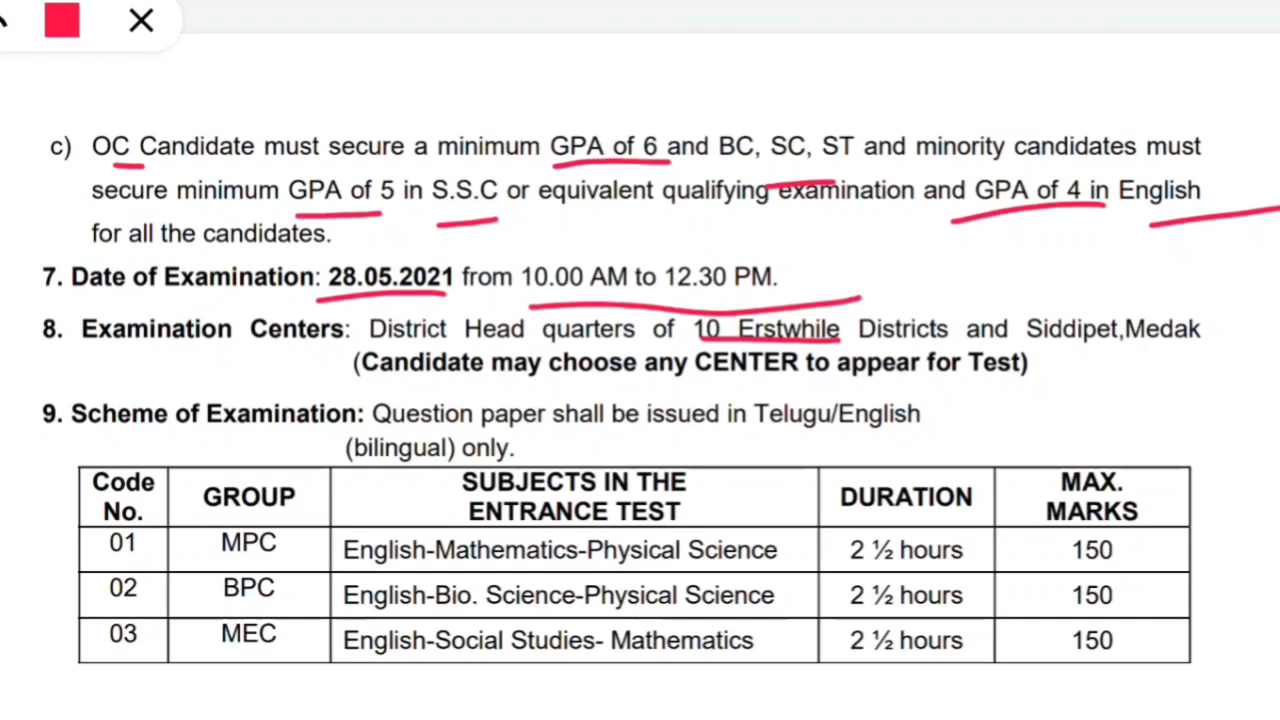 c) OC Candidate must secure a minimum GPA of 6 and BC, SC, ST and minority candidates must
secure minimum GPA of 5 in S.S.C or equivalent qualifying examination and GPA of 4 in English
for all the candidates.
7. Date of Examination: 28.05.2021 from 10.00 AM to 12.30 PM.
8. Examination Centers: District Head quarters of 10 Erstwhile Districts and Siddipet,Medak
(Candidate may choose any CENTER to appear for Test)
9. Scheme of Examination: Question paper shall be issued in Telugu/English
(bilingual) only.
Code No. GROUP SUBJECTS IN THE ENTRANCE TEST DURATION MAX. MARKS
01 MPC English-Mathematics-Physical Science 2 ½ hours 150
02 BPC English-Bio. Science-Physical Science 2 ½ hours 150
03 MEC English-Social Studies- Mathematics 2 ½ hours 150